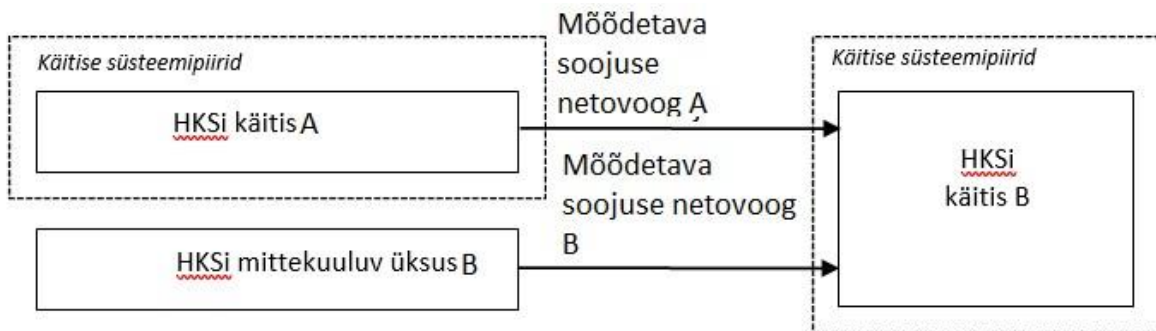 Käitise süsteemipiirid
HKSi käitis A
Mõõdetava
soojuse
netovoog A
Käitise süsteemipiirid
HKSi
käitis B
HKSi mittekuuluv üksus B
Mõõdetava
soojuse netovoog
B